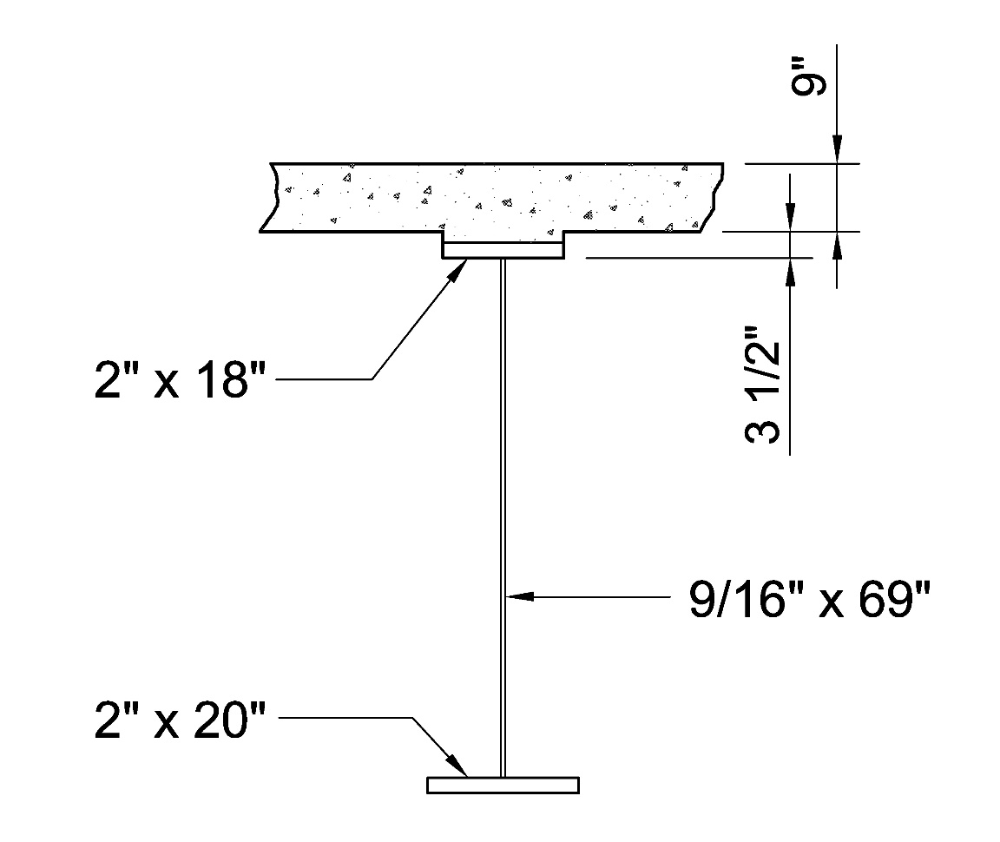 9"
2" x 18"
3 1/2"
9/16" x 69"
2" x 20"